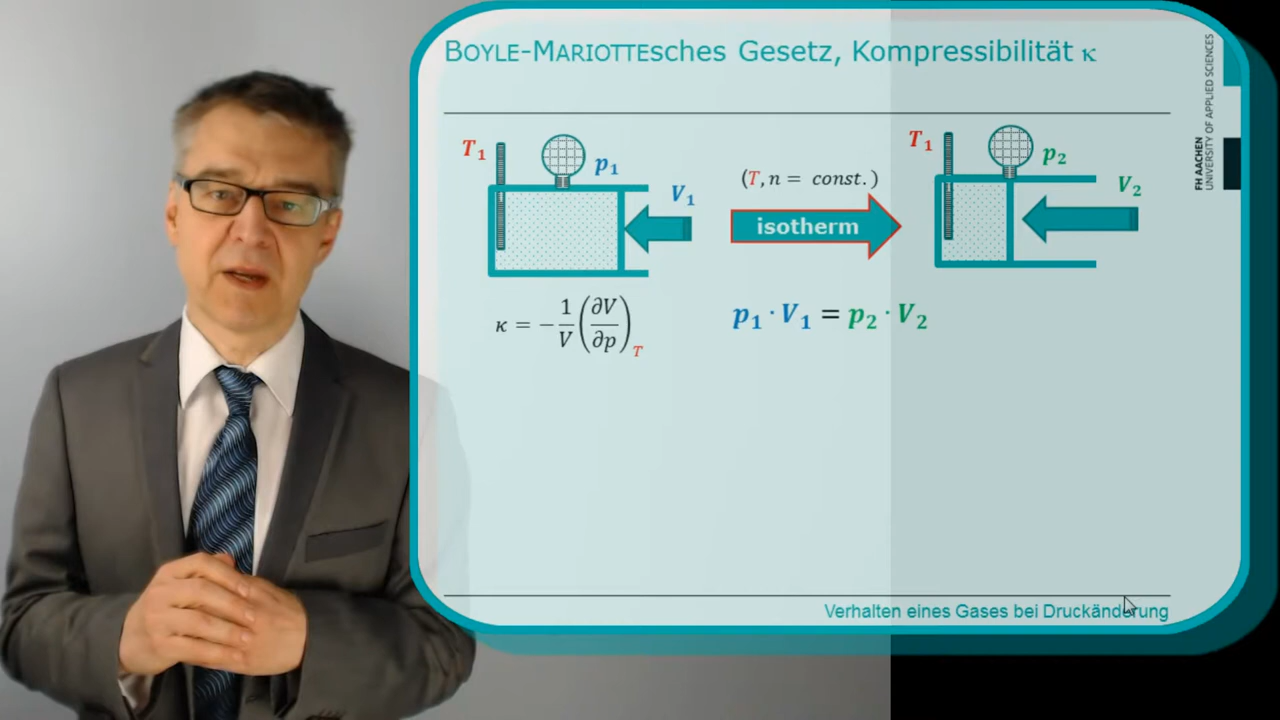 BOYLE-MARIOTTEsches Gesetz, Kompressibilität κ
FH AACHEN
UNIVERSITY OF APPLIED SCIENCES
T₁
p₁
V₁
(T, n = const.)
isotherm
T₁
p₂
V₂
κ = −1/V (∂V/∂p)_T
p₁ · V₁ = p₂ · V₂
Verhalten eines Gases bei Druckänderung